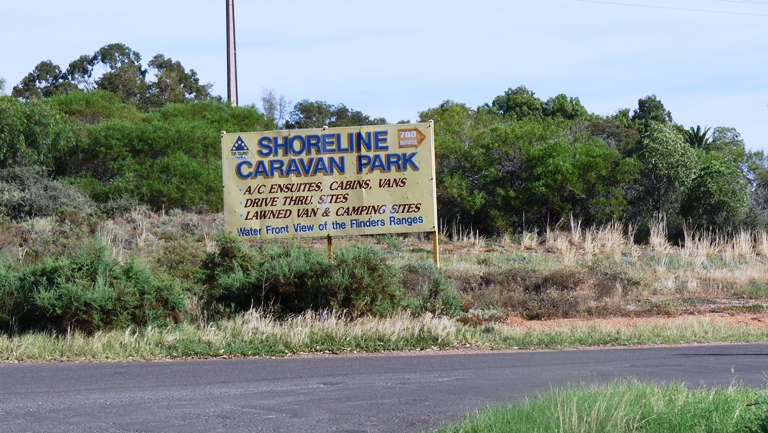 SHORELINE
CARAVAN PARK
700
A/C ENSUITES, CABINS, VANS
DRIVE THRU SITES
LAWNED VAN & CAMPING SITES
Water Front View of the Flinders Ranges